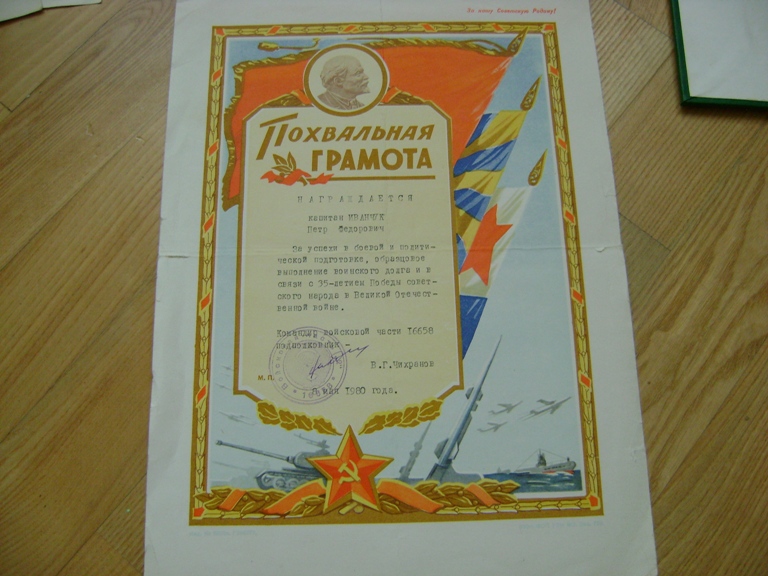 За нашу Советскую Родину!
ПОХВАЛЬНАЯ
ГРАМОТА
НАГРАЖДАЕТСЯ
капитан ИВАНЧУК
Петр Федорович
За успехи в боевой и полити-
ческой подготовке, образцовое
выполнение воинского долга и в
связи с 35-летием Победы совет-
ского народа в Великой Отечест-
венной войне.
Командир войсковой части 16658
подполковник -
В.Г.Чихранов
М. П.
мая 1980 года.